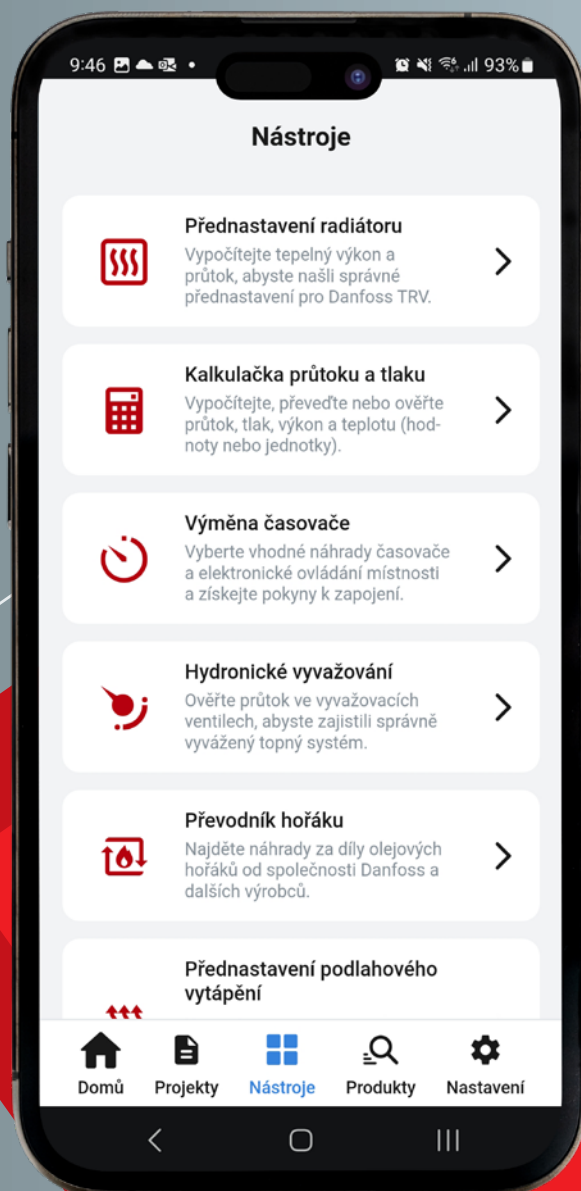 9:46
93%
Nástroje
Přednastavení radiátoru
Vypočítejte tepelný výkon a
průtok, abyste našli správné
přednastavení pro Danfoss TRV.
Kalkulačka průtoku a tlaku
Vypočítejte, převeďte nebo ověřte
průtok, tlak, výkon a teplotu (hod-
noty nebo jednotky).
Výměna časovače
Vyberte vhodné náhrady časovače
a elektronické ovládání místnosti
a získejte pokyny k zapojení.
Hydronické vyvažování
Ověřte průtok ve vyvažovacích
ventilech, abyste zajistili správně
vyvážený topný systém.
Převodník hořáku
Najděte náhrady za díly olejových
hořáků od společnosti Danfoss a
dalších výrobců.
Přednastavení podlahového
vytápění
Domů Projekty Nástroje Produkty Nastavení